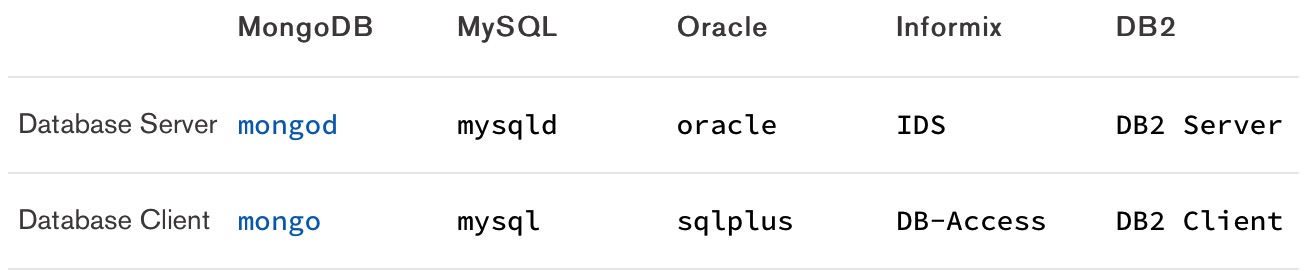 MongoDB MySQL Oracle Informix DB2
Database Server mongod mysqld oracle IDS DB2 Server
Database Client mongo mysql sqlplus DB-Access DB2 Client